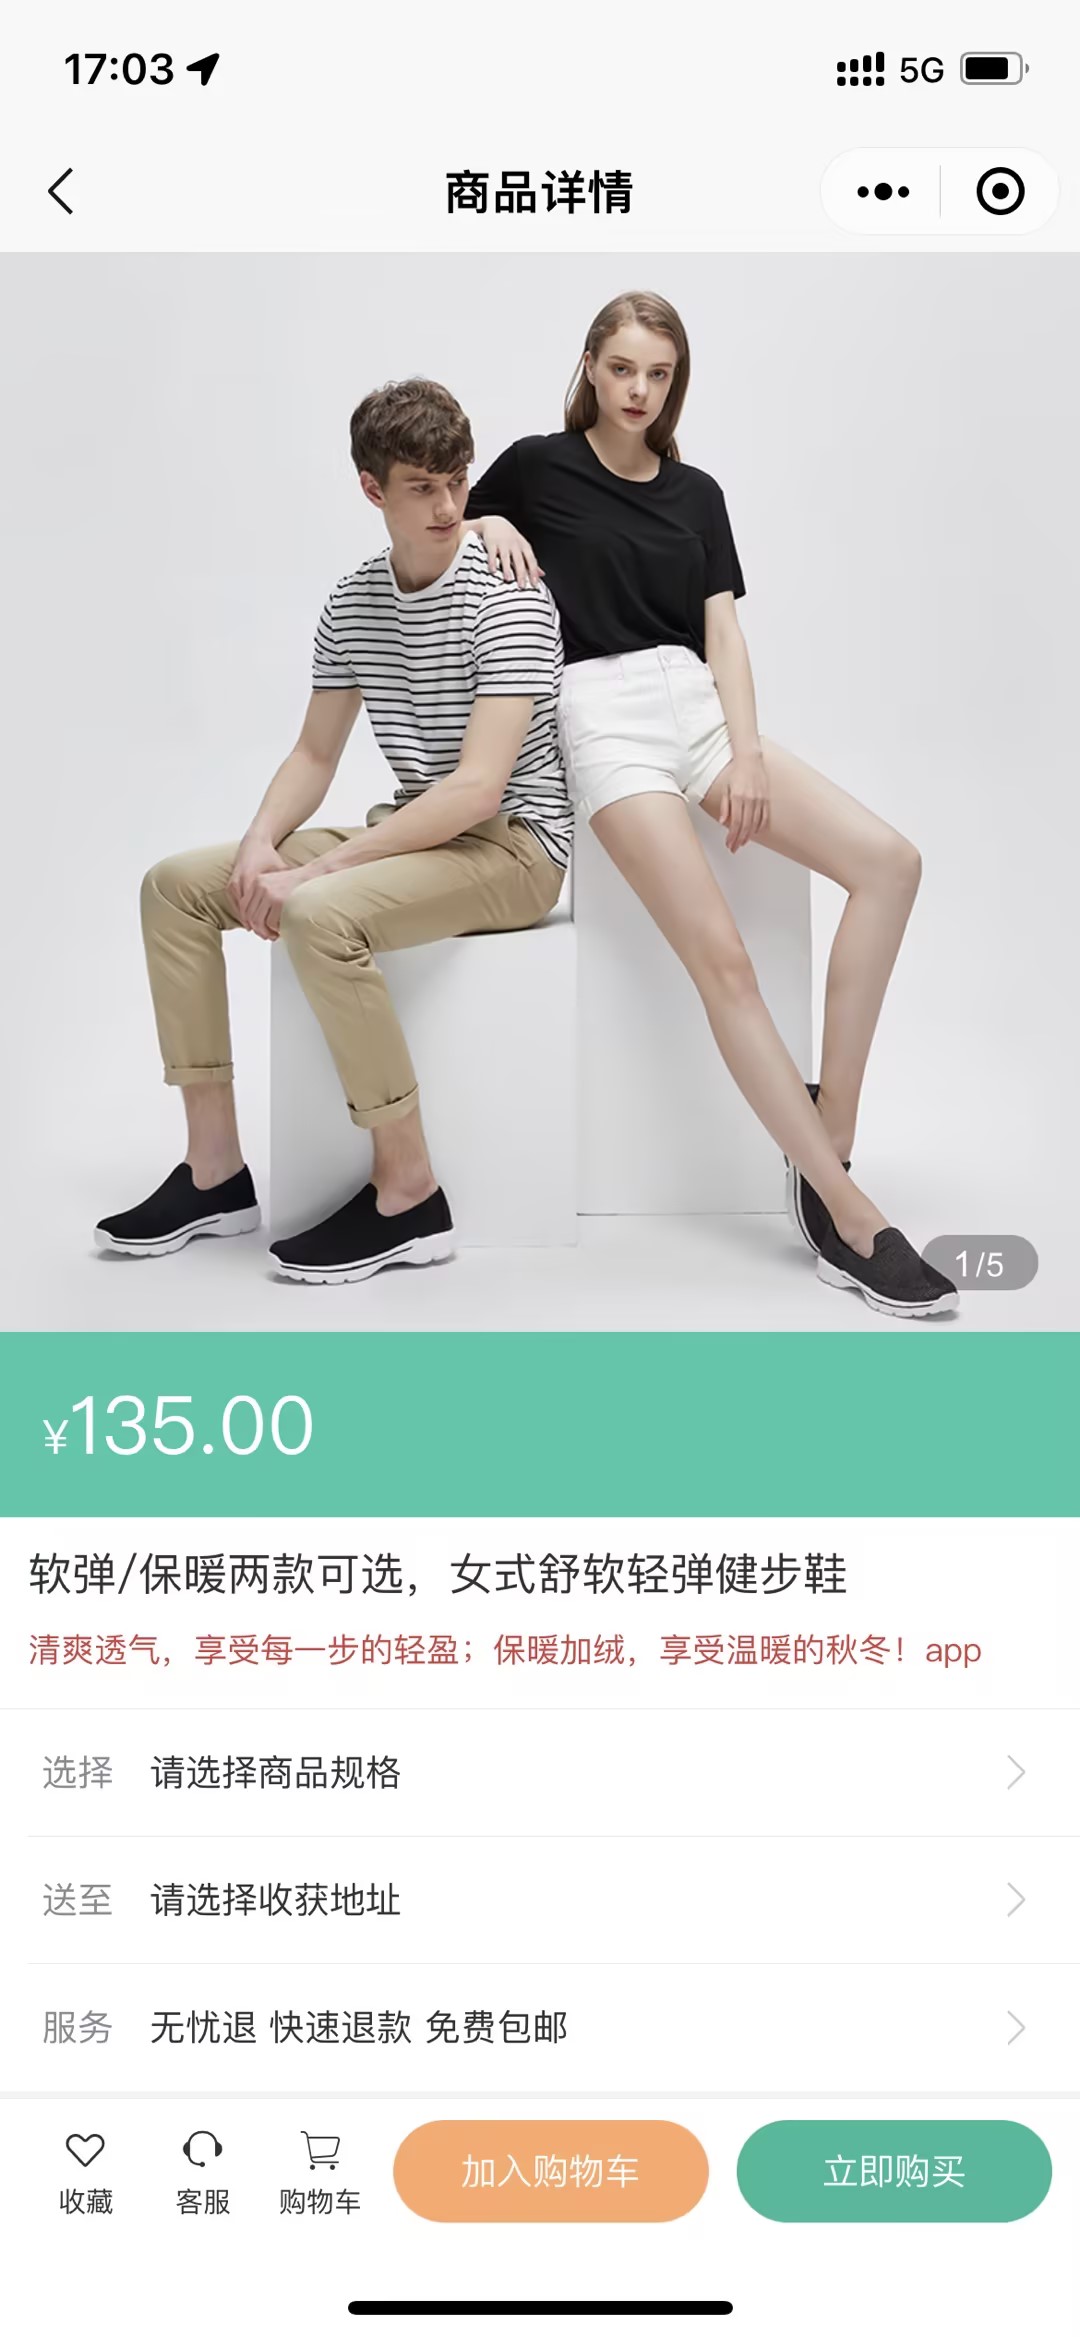 17:03
5G
商品详情
1/5
¥135.00
软弹/保暖两款可选，女式舒软轻弹健步鞋
清爽透气，享受每一步的轻盈；保暖加绒，享受温暖的秋冬！app
选择 请选择商品规格
送至 请选择收获地址
服务 无忧退 快速退款 免费包邮
收藏 客服 购物车 加入购物车 立即购买